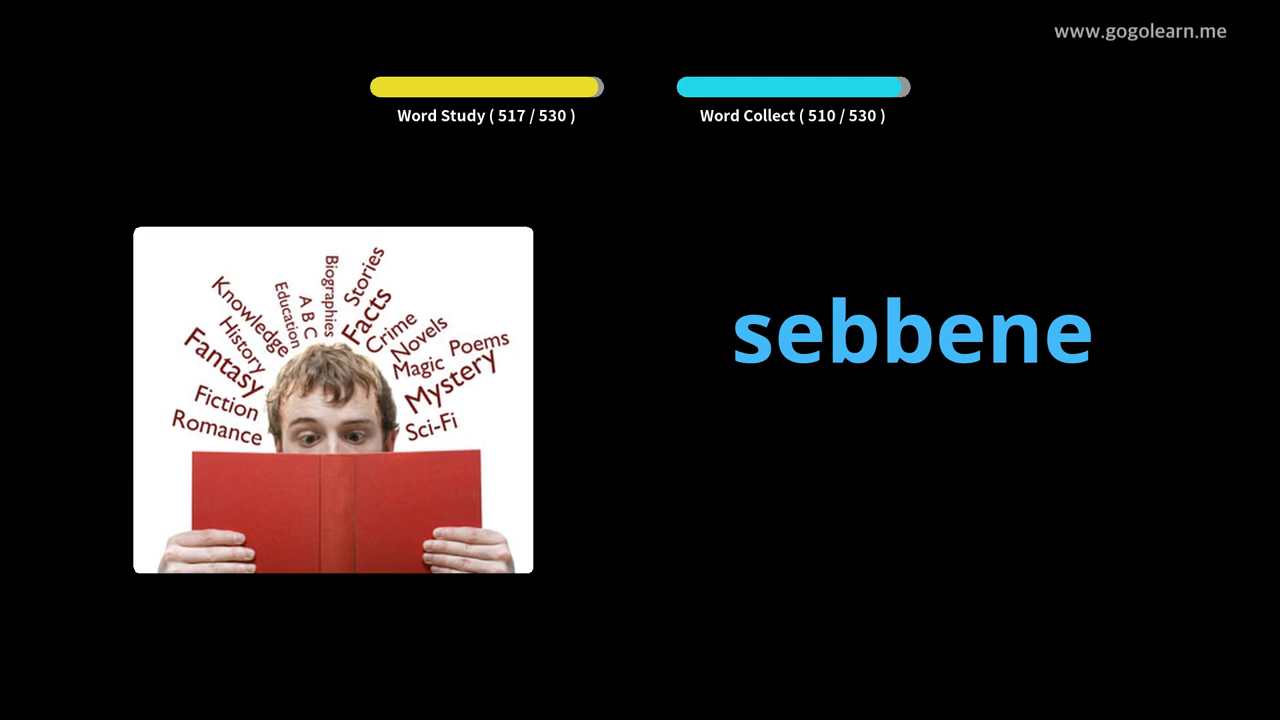 www.gogolearn.me
Word Study ( 517 / 530 )
Word Collect ( 510 / 530 )
sebbene
Knowledge
Education
A B C
Biographies
Stories
Facts
Crime
Novels
Poems
History
Magic
Mystery
Fantasy
Fiction
Sci-Fi
Romance